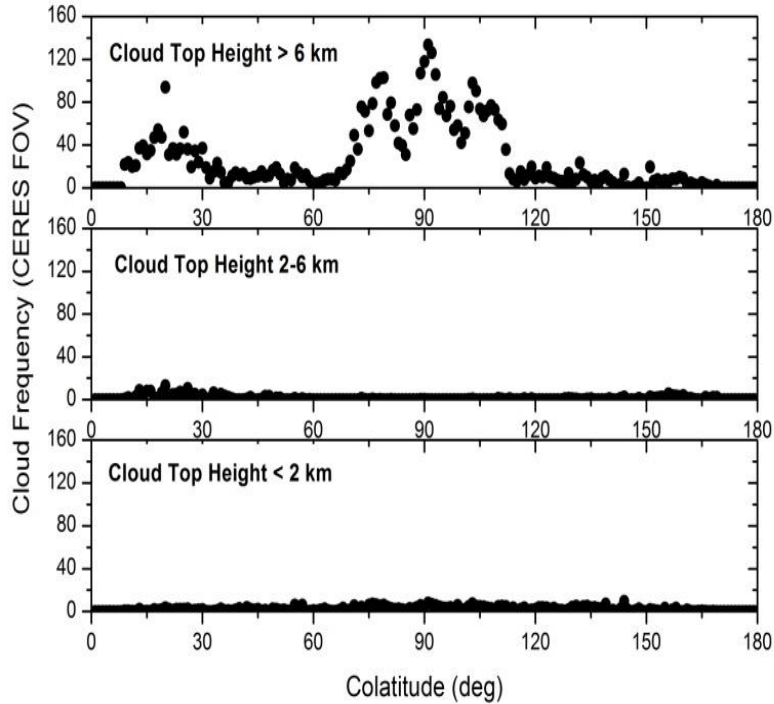 Cloud Frequency (CERES FOV)
160
120
80
40
0
Cloud Top Height > 6 km
0 30 60 90 120 150 180
160
120
80
40
0
Cloud Top Height 2-6 km
0 30 60 90 120 150 180
160
120
80
40
0
Cloud Top Height < 2 km
0 30 60 90 120 150 180
Colatitude (deg)